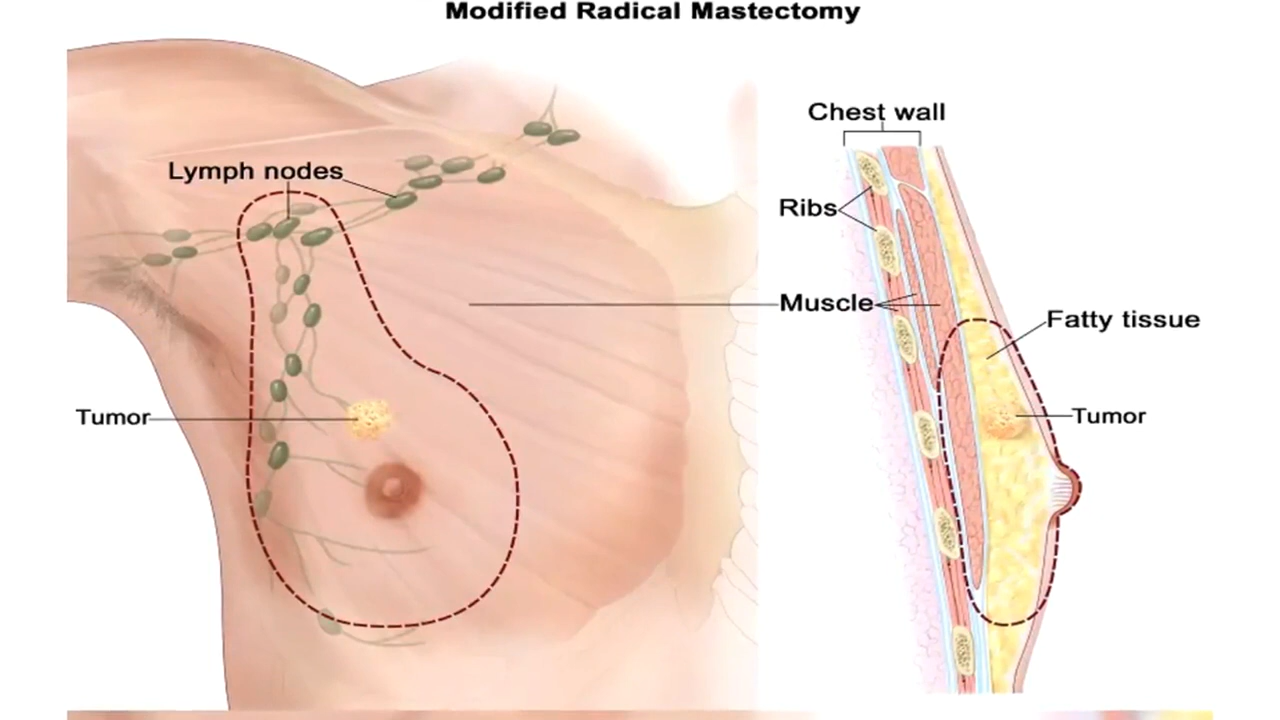 Modified Radical Mastectomy
Chest wall
Lymph nodes
Ribs
Muscle
Fatty tissue
Tumor
Tumor